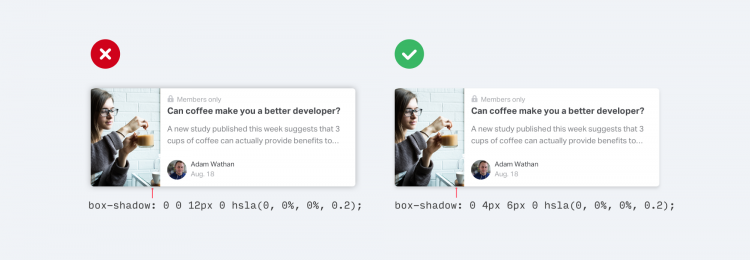 Members only
Can coffee make you a better developer?
A new study published this week suggests that 3
cups of coffee can actually provide benefits to...
Adam Wathan
Aug. 18
box-shadow: 0 0 12px 0 hsla(0, 0%, 0%, 0.2);
Members only
Can coffee make you a better developer?
A new study published this week suggests that 3
cups of coffee can actually provide benefits to...
Adam Wathan
Aug. 18
box-shadow: 0 4px 6px 0 hsla(0, 0%, 0%, 0.2);